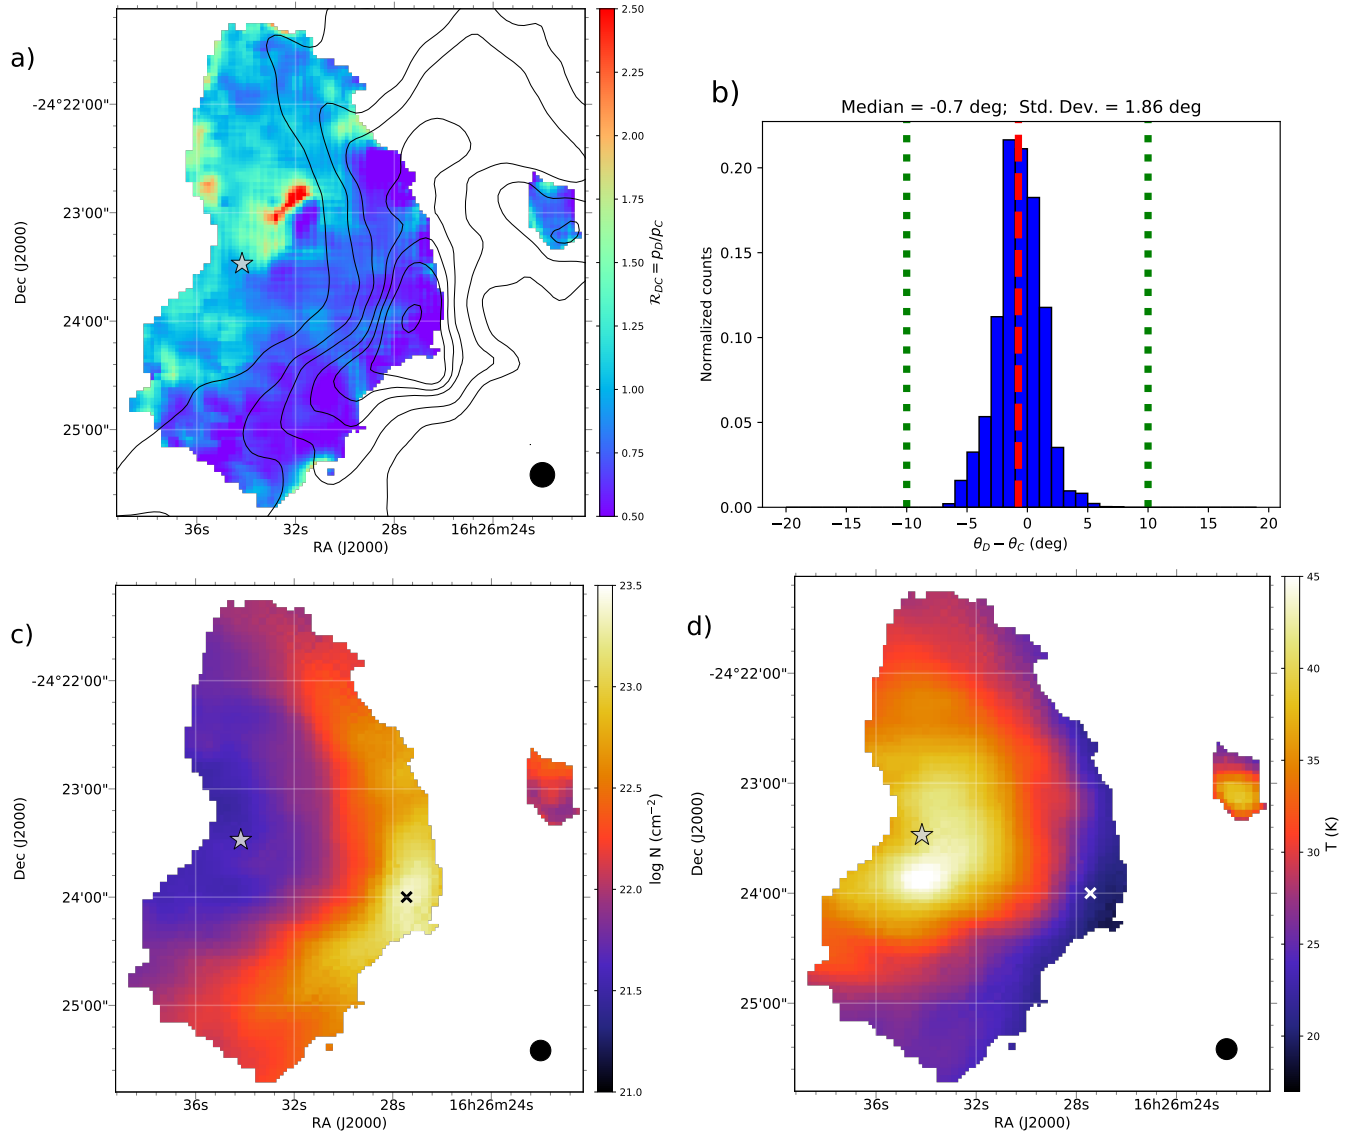 a)
-24°22'00"
23'00"
24'00"
25'00"
Dec (J2000)
36s
32s
28s
16h26m24s
RA (J2000)
2.50
2.25
2.00
1.75
1.50
1.25
1.00
0.75
0.50
ℛ_DC = p_D/p_C
b)
Median = -0.7 deg; Std. Dev. = 1.86 deg
0.20
0.15
0.10
0.05
0.00
Normalized counts
−20
−15
−10
−5
0
5
10
15
20
θ_D − θ_C (deg)
c)
-24°22'00"
23'00"
24'00"
25'00"
Dec (J2000)
36s
32s
28s
16h26m24s
RA (J2000)
23.5
23.0
22.5
22.0
21.5
21.0
log N (cm⁻²)
d)
-24°22'00"
23'00"
24'00"
25'00"
Dec (J2000)
36s
32s
28s
16h26m24s
RA (J2000)
45
40
35
30
25
20
T (K)